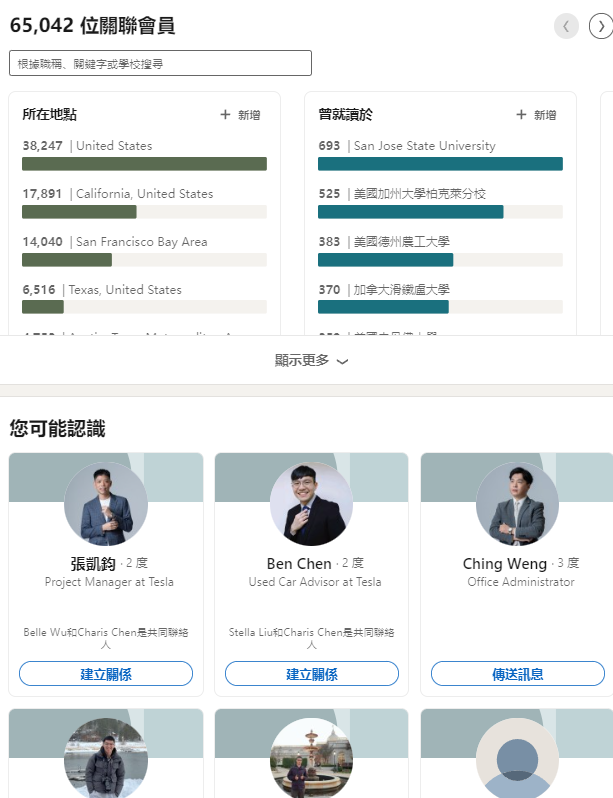 65,042 位關聯會員
根據職稱、關鍵字或學校搜尋
所在地點
+ 新增
38,247 | United States
17,891 | California, United States
14,040 | San Francisco Bay Area
6,516 | Texas, United States
曾就讀於
+ 新增
693 | San Jose State University
525 | 美國加州大學柏克萊分校
383 | 美國德州農工大學
370 | 加拿大滑鐵盧大學
顯示更多
您可能認識
張凱鈞 · 2 度
Project Manager at Tesla
Belle Wu和Charis Chen是共同聯絡
人
建立關係
Ben Chen · 2 度
Used Car Advisor at Tesla
Stella Liu和Charis Chen是共同聯絡
人
建立關係
Ching Weng · 3 度
Office Administrator
傳送訊息